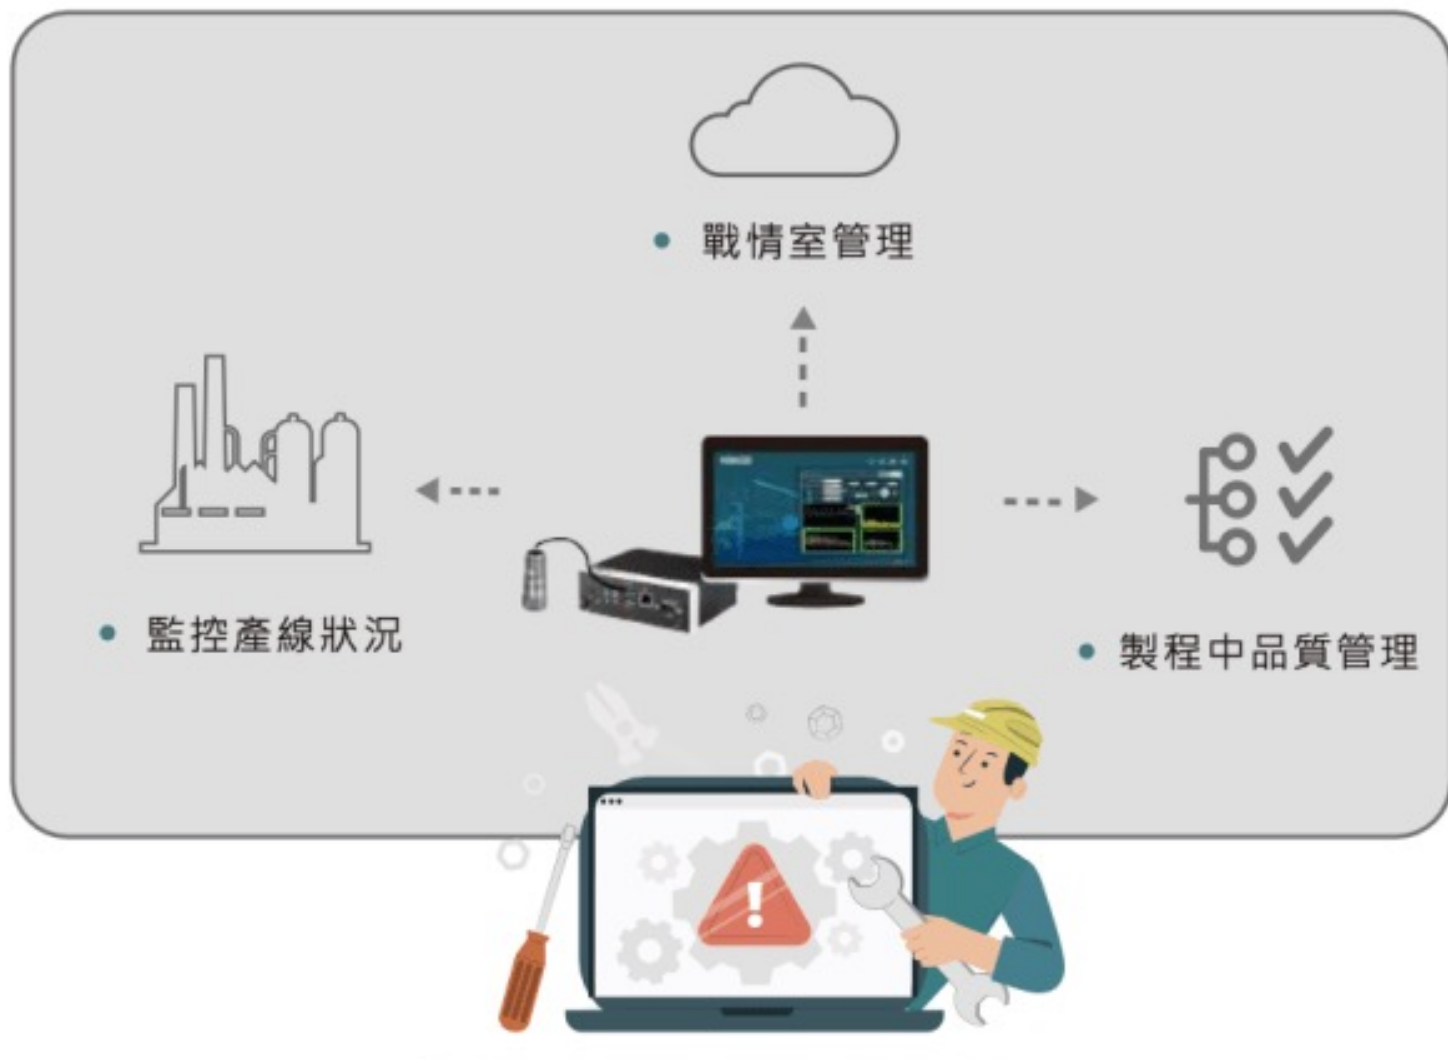 戰情室管理
監控產線狀況
製程中品質管理